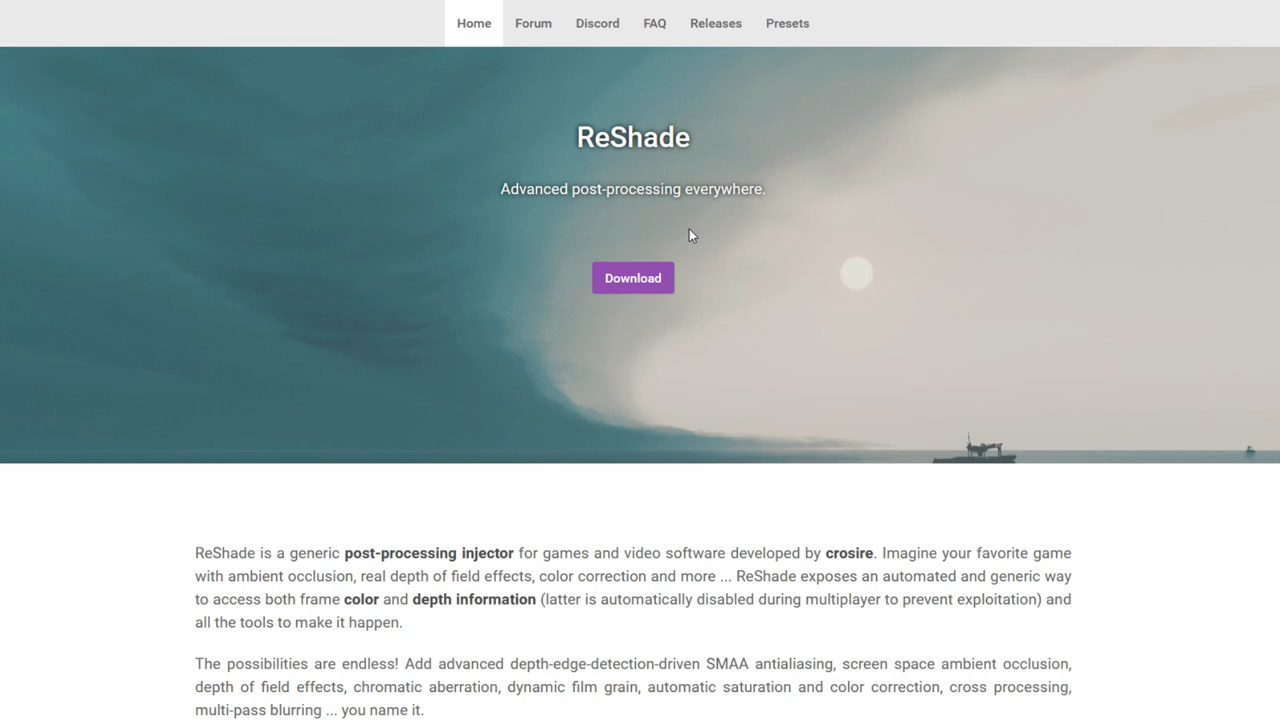 Home Forum Discord FAQ Releases Presets
ReShade
Advanced post-processing everywhere.
Download
ReShade is a generic post-processing injector for games and video software developed by crosire. Imagine your favorite game
with ambient occlusion, real depth of field effects, color correction and more ... ReShade exposes an automated and generic way
to access both frame color and depth information (latter is automatically disabled during multiplayer to prevent exploitation) and
all the tools to make it happen.
The possibilities are endless! Add advanced depth-edge-detection-driven SMAA antialiasing, screen space ambient occlusion,
depth of field effects, chromatic aberration, dynamic film grain, automatic saturation and color correction, cross processing,
multi-pass blurring ... you name it.